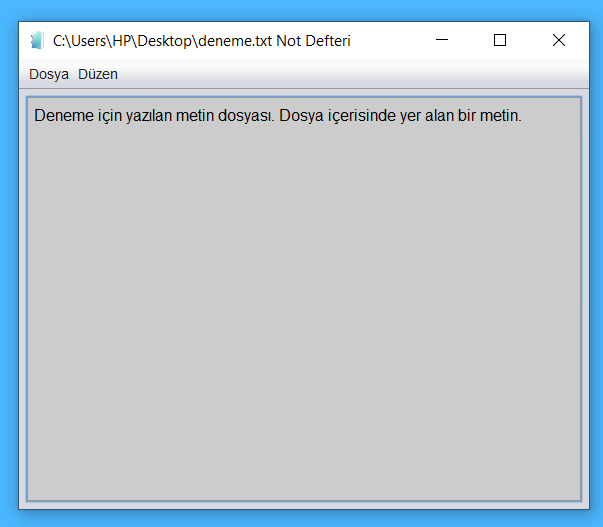 C:\Users\HP\Desktop\deneme.txt Not Defteri
Dosya Düzen
Deneme için yazılan metin dosyası. Dosya içerisinde yer alan bir metin.